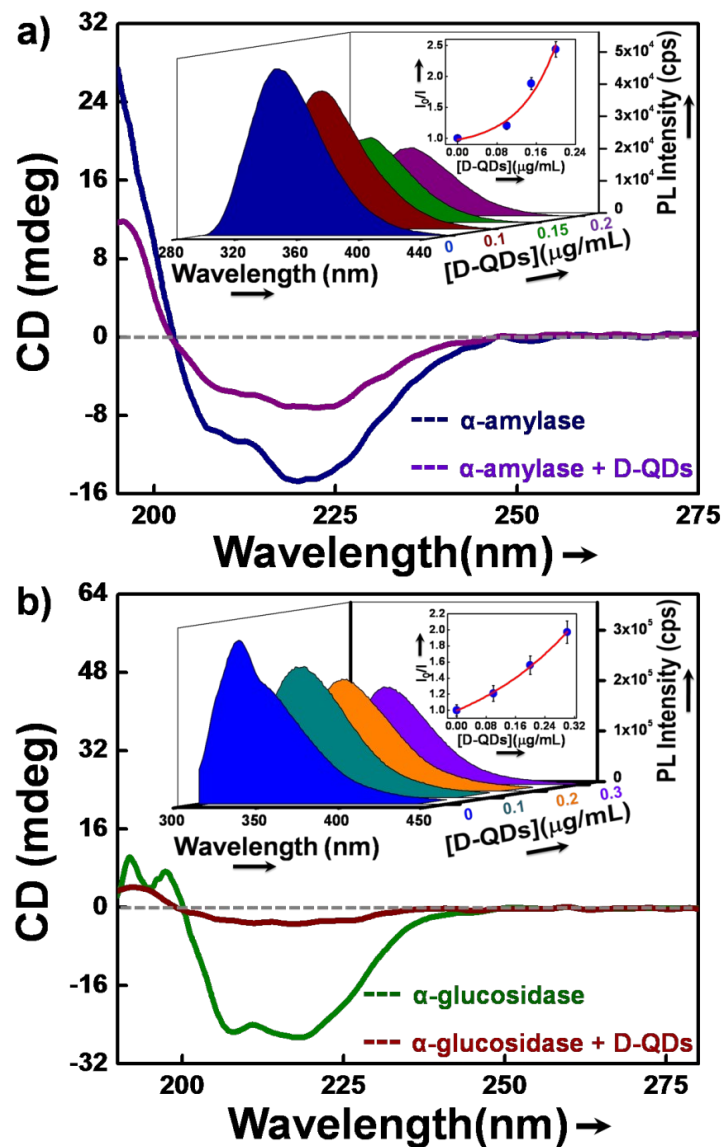 a)
CD (mdeg)
32
24
16
8
0
-8
-16
200
225
250
275
Wavelength(nm)
α-amylase
α-amylase + D-QDs
280
320
360
400
440
Wavelength (nm)
0
0.1
0.15
0.2
[D-QDs](μg/mL)
PL Intensity (cps)
5x10⁴
4x10⁴
3x10⁴
2x10⁴
1x10⁴
0
I₀/I
2.5
2.0
1.5
1.0
0.00
0.08
0.16
0.24
[D-QDs](μg/mL)
b)
CD (mdeg)
64
48
32
16
0
-16
-32
200
225
250
275
Wavelength(nm)
α-glucosidase
α-glucosidase + D-QDs
300
350
400
450
Wavelength (nm)
0
0.1
0.2
0.3
[D-QDs](μg/mL)
PL Intensity (cps)
3x10⁵
2x10⁵
1x10⁵
0
I₀/I
2.2
2.0
1.8
1.6
1.4
1.2
1.0
0.00
0.08
0.16
0.24
0.32
[D-QDs](μg/mL)